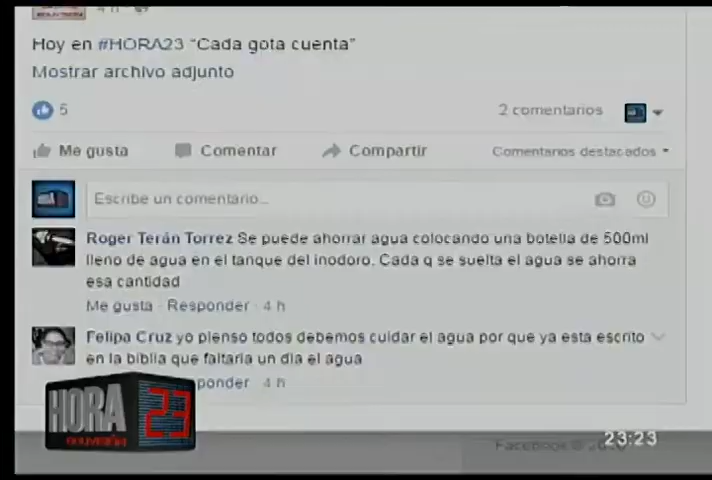 4 h
Hoy en #HORA23 "Cada gota cuenta"
Mostrar archivo adjunto
5
2 comentarios
Me gusta Comentar Compartir Comentarios destacados
Escribe un comentario...
Roger Terán Torrez Se puede ahorrar agua colocando una botella de 500ml
lleno de agua en el tanque del inodoro. Cada q se suelta el agua se ahorra
esa cantidad
Me gusta · Responder · 4 h
Felipa Cruz yo pienso todos debemos cuidar el agua por que ya esta escrito
en la biblia que faltaria un dia el agua
sponder · 4 h
HORA 23
23:23
Facebook ©